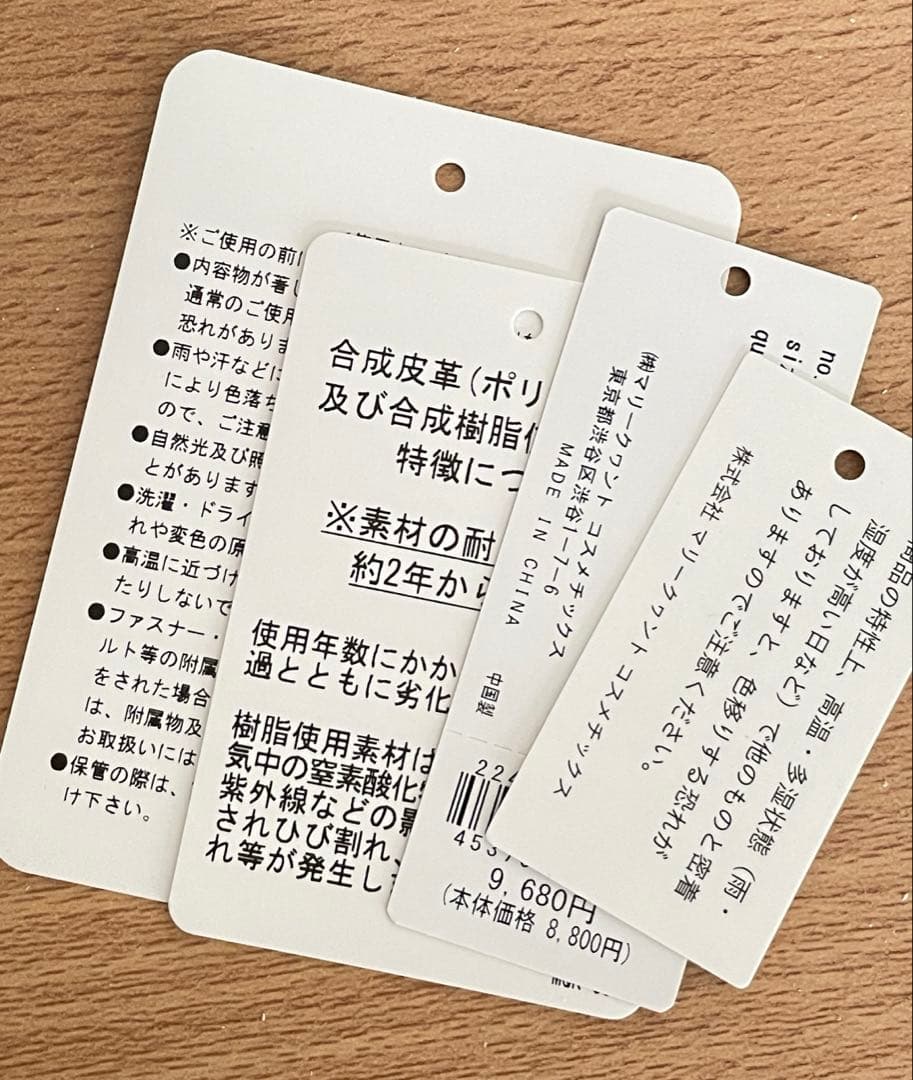 ※ご使用の前に
●内容物が著し
通常のご使用
恐れがありま
●雨や汗などに
により色落ち
ので、ご注意
●自然光及び照
とがあります
●洗濯・ドライ
れや変色の原
●高温に近づけ
たりしないで
●ファスナー・
ルト等の附属
をされた場合
は、附属物及
お取扱いには
●保管の際は、
け下さい。
合成皮革(ポリ
及び合成樹脂
特徴につ
※素材の耐
約2年から
使用年数にかか
過とともに劣化
樹脂使用素材は
気中の窒素酸化
紫外線などの影
されひび割れ、
れ等が発生し
no.
si
qu
㈱マリークヮント コスメチックス
東京都渋谷区渋谷1-7-6
MADE IN CHINA
中国製
22
453
9,680円
(本体価格 8,800円)
商品の特性上、高温・多湿状態(雨・
湿度が高い日など)で他のものと密着
しておりますと、色移りする恐れが
ありますのでご注意ください。
株式会社 マリークヮント コスメチックス